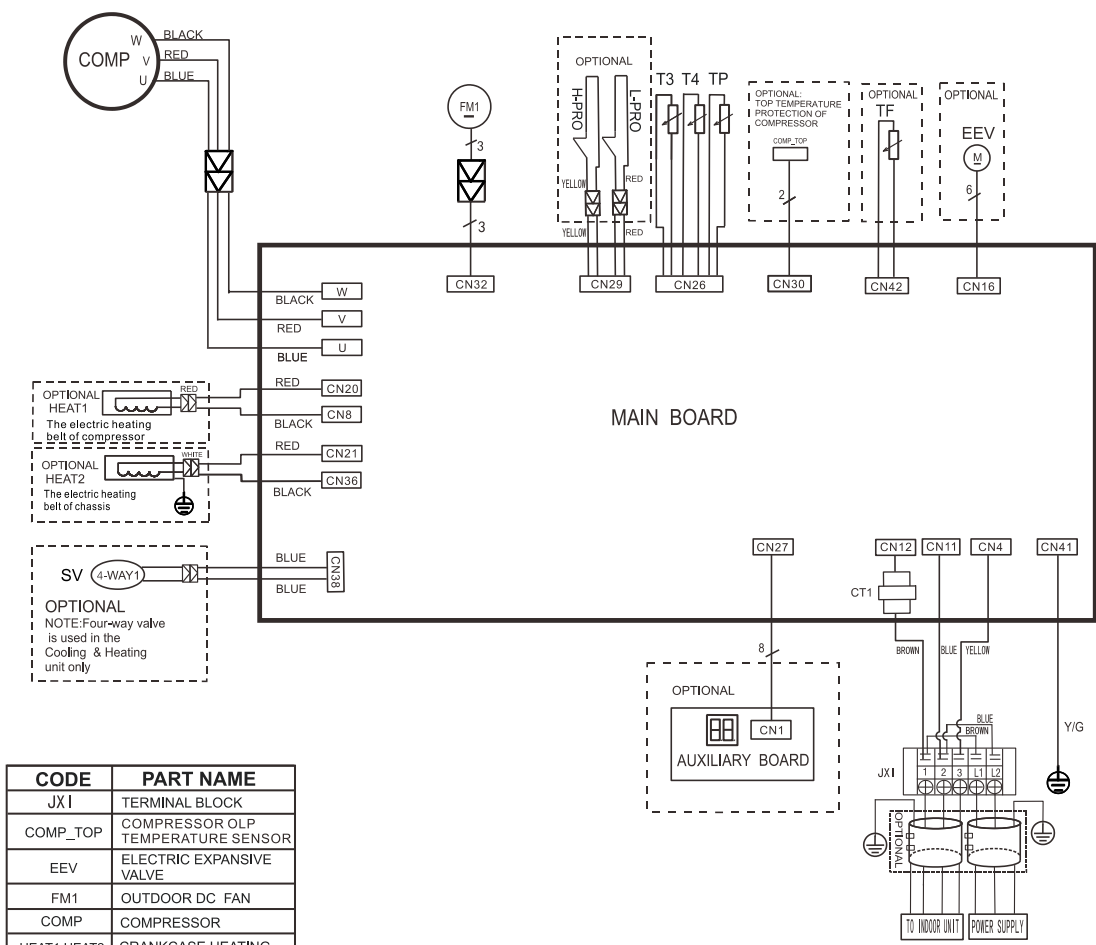 BLACK
W
COMP
V
RED
U
BLUE
FM1
3
3
OPTIONAL
H-PRO
L-PRO
YELLOW
RED
YELLOW
RED
T3 T4 TP
OPTIONAL:
TOP TEMPERATURE
PROTECTION OF
COMPRESSOR
COMP_TOP
2
OPTIONAL
TF
OPTIONAL
EEV
M
6
CN32
CN29
CN26
CN30
CN42
CN16
BLACK
W
RED
V
BLUE
U
RED
CN20
BLACK
CN8
RED
CN21
BLACK
CN36
OPTIONAL
HEAT1
RED
The electric heating
belt of compressor
OPTIONAL
HEAT2
WHITE
The electric heating
belt of chassis
MAIN BOARD
SV
4-WAY1
BLUE
BLUE
CN38
OPTIONAL
NOTE:Four-way valve
is used in the
Cooling & Heating
unit only
CN27
CN12
CN11
CN4
CN41
CT1
8
BROWN
BLUE
YELLOW
Y/G
OPTIONAL
CN1
AUXILIARY BOARD
BLUE
BROWN
JX1
1 2 3 L1 L2
OPTIONAL
TO INDOOR UNIT
POWER SUPPLY
CODE PART NAME
JX1 TERMINAL BLOCK
COMP_TOP COMPRESSOR OLP
TEMPERATURE SENSOR
EEV ELECTRIC EXPANSIVE
VALVE
FM1 OUTDOOR DC FAN
COMP COMPRESSOR
HEAT1,HEAT2 CRANKCASE HEATING